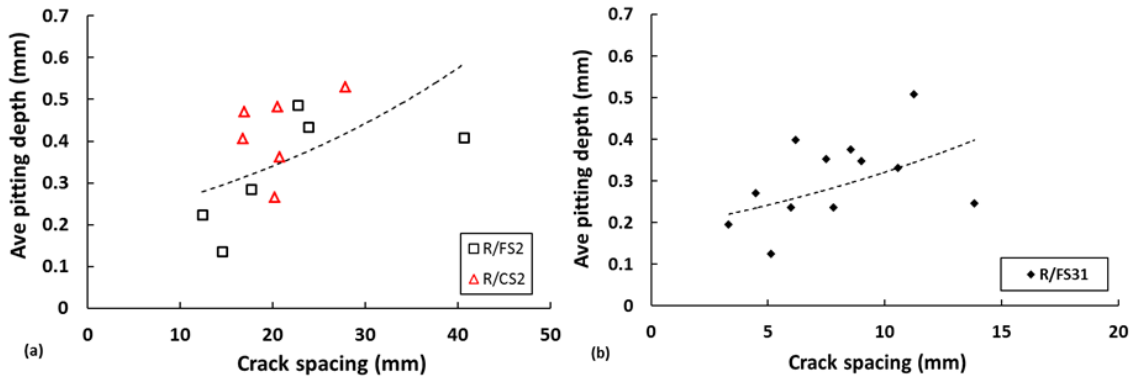 0.7
0.6
0.5
0.4
0.3
0.2
0.1
0
Ave pitting depth (mm)
0 10 20 30 40 50
Crack spacing (mm)
R/FS2
R/CS2
(a)
0.7
0.6
0.5
0.4
0.3
0.2
0.1
0
Ave pitting depth (mm)
0 5 10 15 20
Crack spacing (mm)
R/FS31
(b)